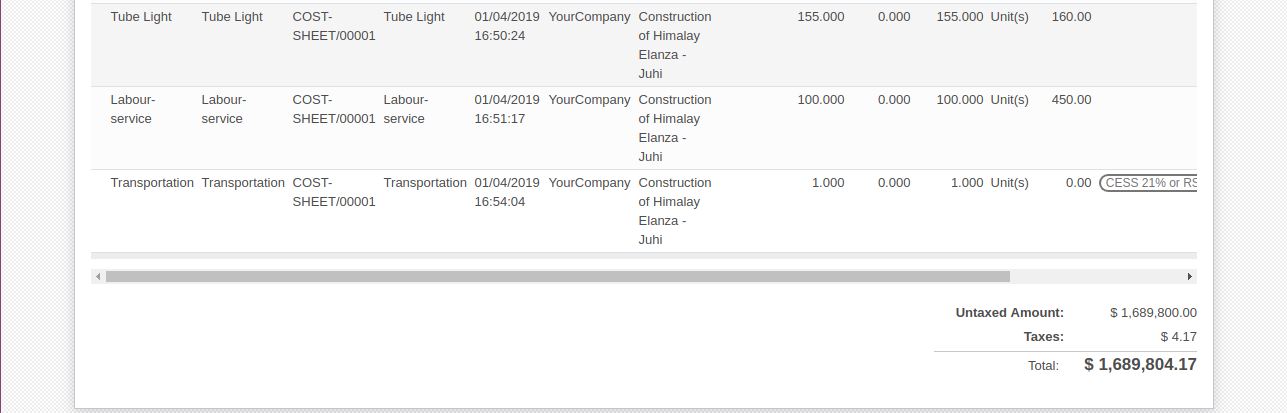 Tube Light Tube Light COST- Tube Light 01/04/2019 YourCompany Construction 155.000 0.000 155.000 Unit(s) 160.00
SHEET/00001 16:50:24 of Himalay
Elanza -
Juhi
Labour- Labour- COST- Labour- 01/04/2019 YourCompany Construction 100.000 0.000 100.000 Unit(s) 450.00
service service SHEET/00001 service 16:51:17 of Himalay
Elanza -
Juhi
Transportation Transportation COST- Transportation 01/04/2019 YourCompany Construction 1.000 0.000 1.000 Unit(s) 0.00 CESS 21% or RS
SHEET/00001 16:54:04 of Himalay
Elanza -
Juhi
Untaxed Amount: $ 1,689,800.00
Taxes: $ 4.17
Total: $ 1,689,804.17